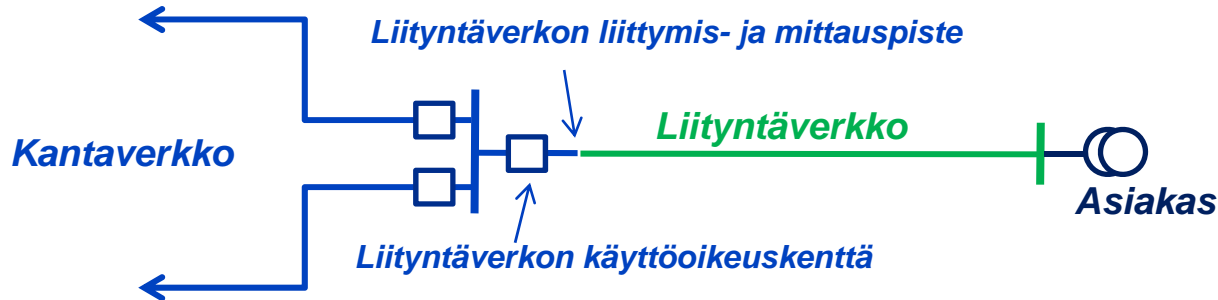 Liityntäverkon liittymis- ja mittauspiste
Liityntäverkko
Kantaverkko
Asiakas
Liityntäverkon käyttöoikeuskenttä